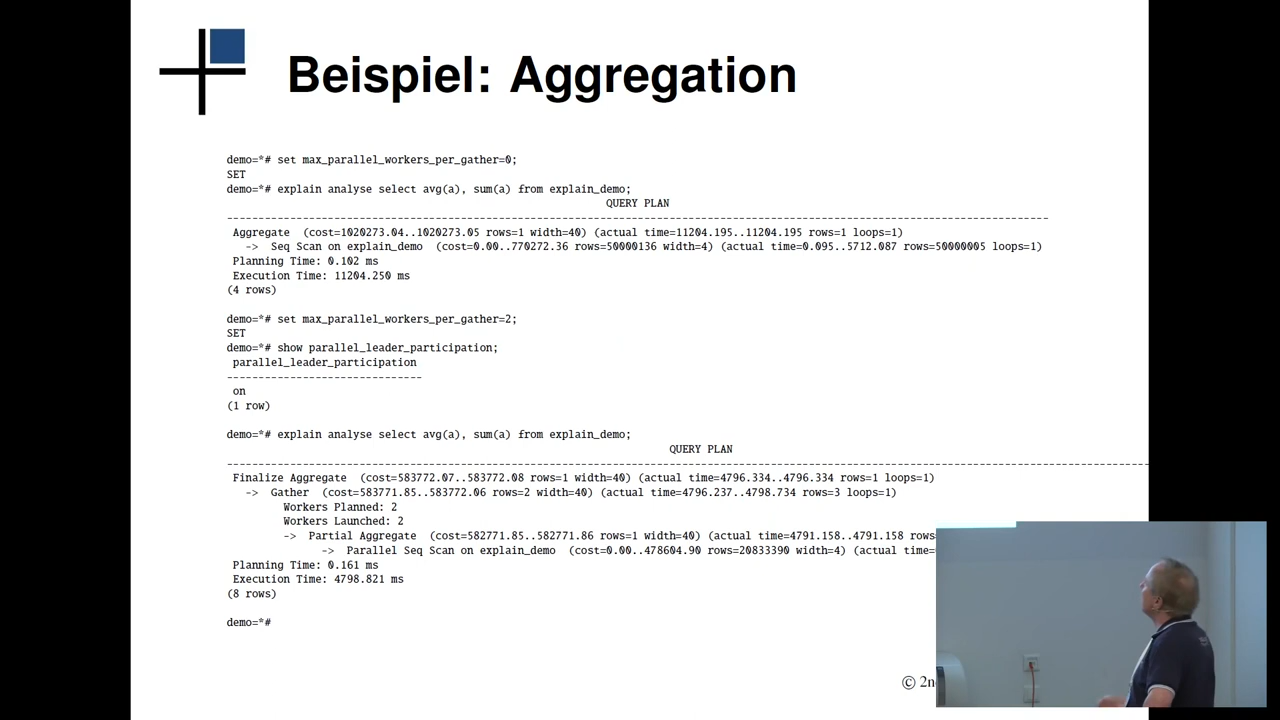 Beispiel: Aggregation
demo=*# set max_parallel_workers_per_gather=0;
SET
demo=*# explain analyse select avg(a), sum(a) from explain_demo;
QUERY PLAN
Aggregate (cost=1020273.04..1020273.05 rows=1 width=40) (actual time=11204.195..11204.195 rows=1 loops=1)
-> Seq Scan on explain_demo (cost=0.00..770272.36 rows=50000136 width=4) (actual time=0.095..5712.087 rows=50000005 loops=1)
Planning Time: 0.102 ms
Execution Time: 11204.250 ms
(4 rows)
demo=*# set max_parallel_workers_per_gather=2;
SET
demo=*# show parallel_leader_participation;
parallel_leader_participation
------------------------------
on
(1 row)
demo=*# explain analyse select avg(a), sum(a) from explain_demo;
QUERY PLAN
Finalize Aggregate (cost=583772.07..583772.08 rows=1 width=40) (actual time=4796.334..4796.334 rows=1 loops=1)
-> Gather (cost=583771.85..583772.06 rows=2 width=40) (actual time=4796.237..4798.734 rows=3 loops=1)
Workers Planned: 2
Workers Launched: 2
-> Partial Aggregate (cost=582771.85..582771.86 rows=1 width=40) (actual time=4791.158..4791.158 rows=
-> Parallel Seq Scan on explain_demo (cost=0.00..478604.90 rows=20833390 width=4) (actual time=
Planning Time: 0.161 ms
Execution Time: 4798.821 ms
(8 rows)
demo=*#
©